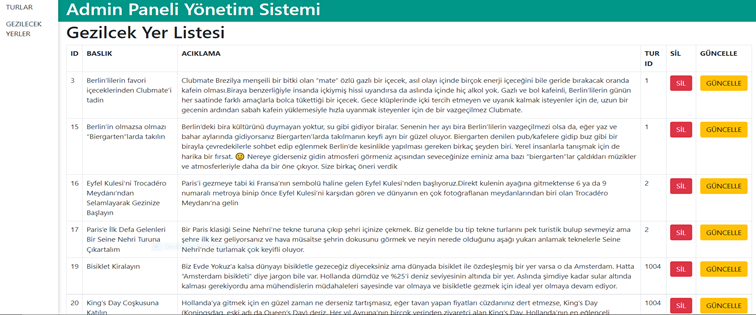 TURLAR
GEZILECEK
YERLER
Admin Paneli Yönetim Sistemi
Gezilcek Yer Listesi
ID BASLIK ACIKLAMA TUR ID SİL GÜNCELLE
3 Berlin'lilerin favori içeceklerinden Clubmate'i tadin
Clubmate Brezilya menşeili bir bitki olan "mate" özlü gazlı bir içecek, asıl olayı içinde birçok enerji içeceğini bile geride bırakacak oranda
kafein olması.Biraya benzerliğiyle insanda içkiymiş hissi uyandırsa da aslında içinde hiç alkol yok. Gazlı ve bol kafeinli, Berlin'lilerin günün
her saatinde farklı amaçlarla bolca tükettiği bir içecek. Gece klüplerinde içki tercih etmeyen ve uyanık kalmak isteyenler için de, uzun bir
gecenin ardından sabah kafein yüklemesiyle hızla uyanmak isteyenler için de bir vazgeçilmez Clubmate.
1 SİL GÜNCELLE
15 Berlin'in olmazsa olmazı "Biergarten"larda takılın
Berlin'deki bira kültürünü duymayan yoktur, su gibi gidiyor biralar. Senenin her ayı bira Berlin'lilerin vazgeçilmezi olsa da, eğer yaz ve
bahar aylarında gidiyorsanız Biergarten'larda takılmanın keyfi ayrı bir güzel oluyor. Biergarten denilen pub/kafelere gidip buz gibi bir
birayla çevredekilerle sohbet edip eğlenmek Berlin'de kesinlikle yapılması gereken birkaç şeyden biri. Yerel insanlarla tanışmak için de
harika bir fırsat. 🙂 Nereye giderseniz gidin atmosferi görmeniz açısından seveceğinize eminiz ama bazı "biergarten"lar çaldıkları müzikler
ve atmosferleriyle daha da bir öne çıkıyor. Size birkaç öneri verdik
1 SİL GÜNCELLE
16 Eyfel Kulesi'ni Trocadéro Meydanı'ndan Selamlayarak Gezinize Başlayın
Paris'i gezmeye tabi ki Fransa'nın sembolü haline gelen Eyfel Kulesi'nden başlıyoruz.Direkt kulenin ayağına gitmektense 6 ya da 9
numaralı metroya binip önce Eyfel Kulesi'ni karşıdan gören ve dünyanın en çok fotoğraflanan meydanlarından biri olan Trocadéro
Meydanı'na gelin
2 SİL GÜNCELLE
17 Paris'e İlk Defa Gelenleri Bir Seine Nehri Turuna Çıkartalım
Bir Paris klasiği Seine Nehri'ne tekne turuna çıkıp şehri içinize çekmek. Biz genelde bu tip tekne turlarını pek turistik bulup sevmeyiz ama
şehre ilk kez geliyorsanız ve hava müsaitse şehrin dokusunu görmek ve neyin nerede olduğunu aşağı yukarı anlamak teknelerle Seine
Nehri'nde turlamak çok keyifli oluyor.
2 SİL GÜNCELLE
19 Bisiklet Kiralayın
Biz Evde Yokuz'a kalsa dünyayı bisikletle gezeceğiz diyeceksiniz ama dünyada bisiklet ile özdeşleşmiş bir yer varsa o da Amsterdam. Hatta
"Amsterdam bisikleti" diye jargon bile var. Hollanda dümdüz ve %25'i deniz seviyesinin altında bir yer. Aslında şimdiye kadar sular altında
kalması gerekiyordu ama mühendislerin müdahaleleri sayesinde var olmaya ve bisikletle gezmek için ideal yer olmaya devam ediyor.
1004 SİL GÜNCELLE
20 King's Day Coşkusuna Katılın
Hollanda'ya gitmek için en güzel zaman ne derseniz tartışmasız, eğer tavan yapan fiyatları cüzdanınız dert etmezse, King's Day
(Koningsdag, eski adı da Queen's Day) deriz. Her yıl Avrupa'nın birçok yerinden ziyaretçi alan King's Day, Hollanda'nın en eğlenceli
1004 SİL GÜNCELLE